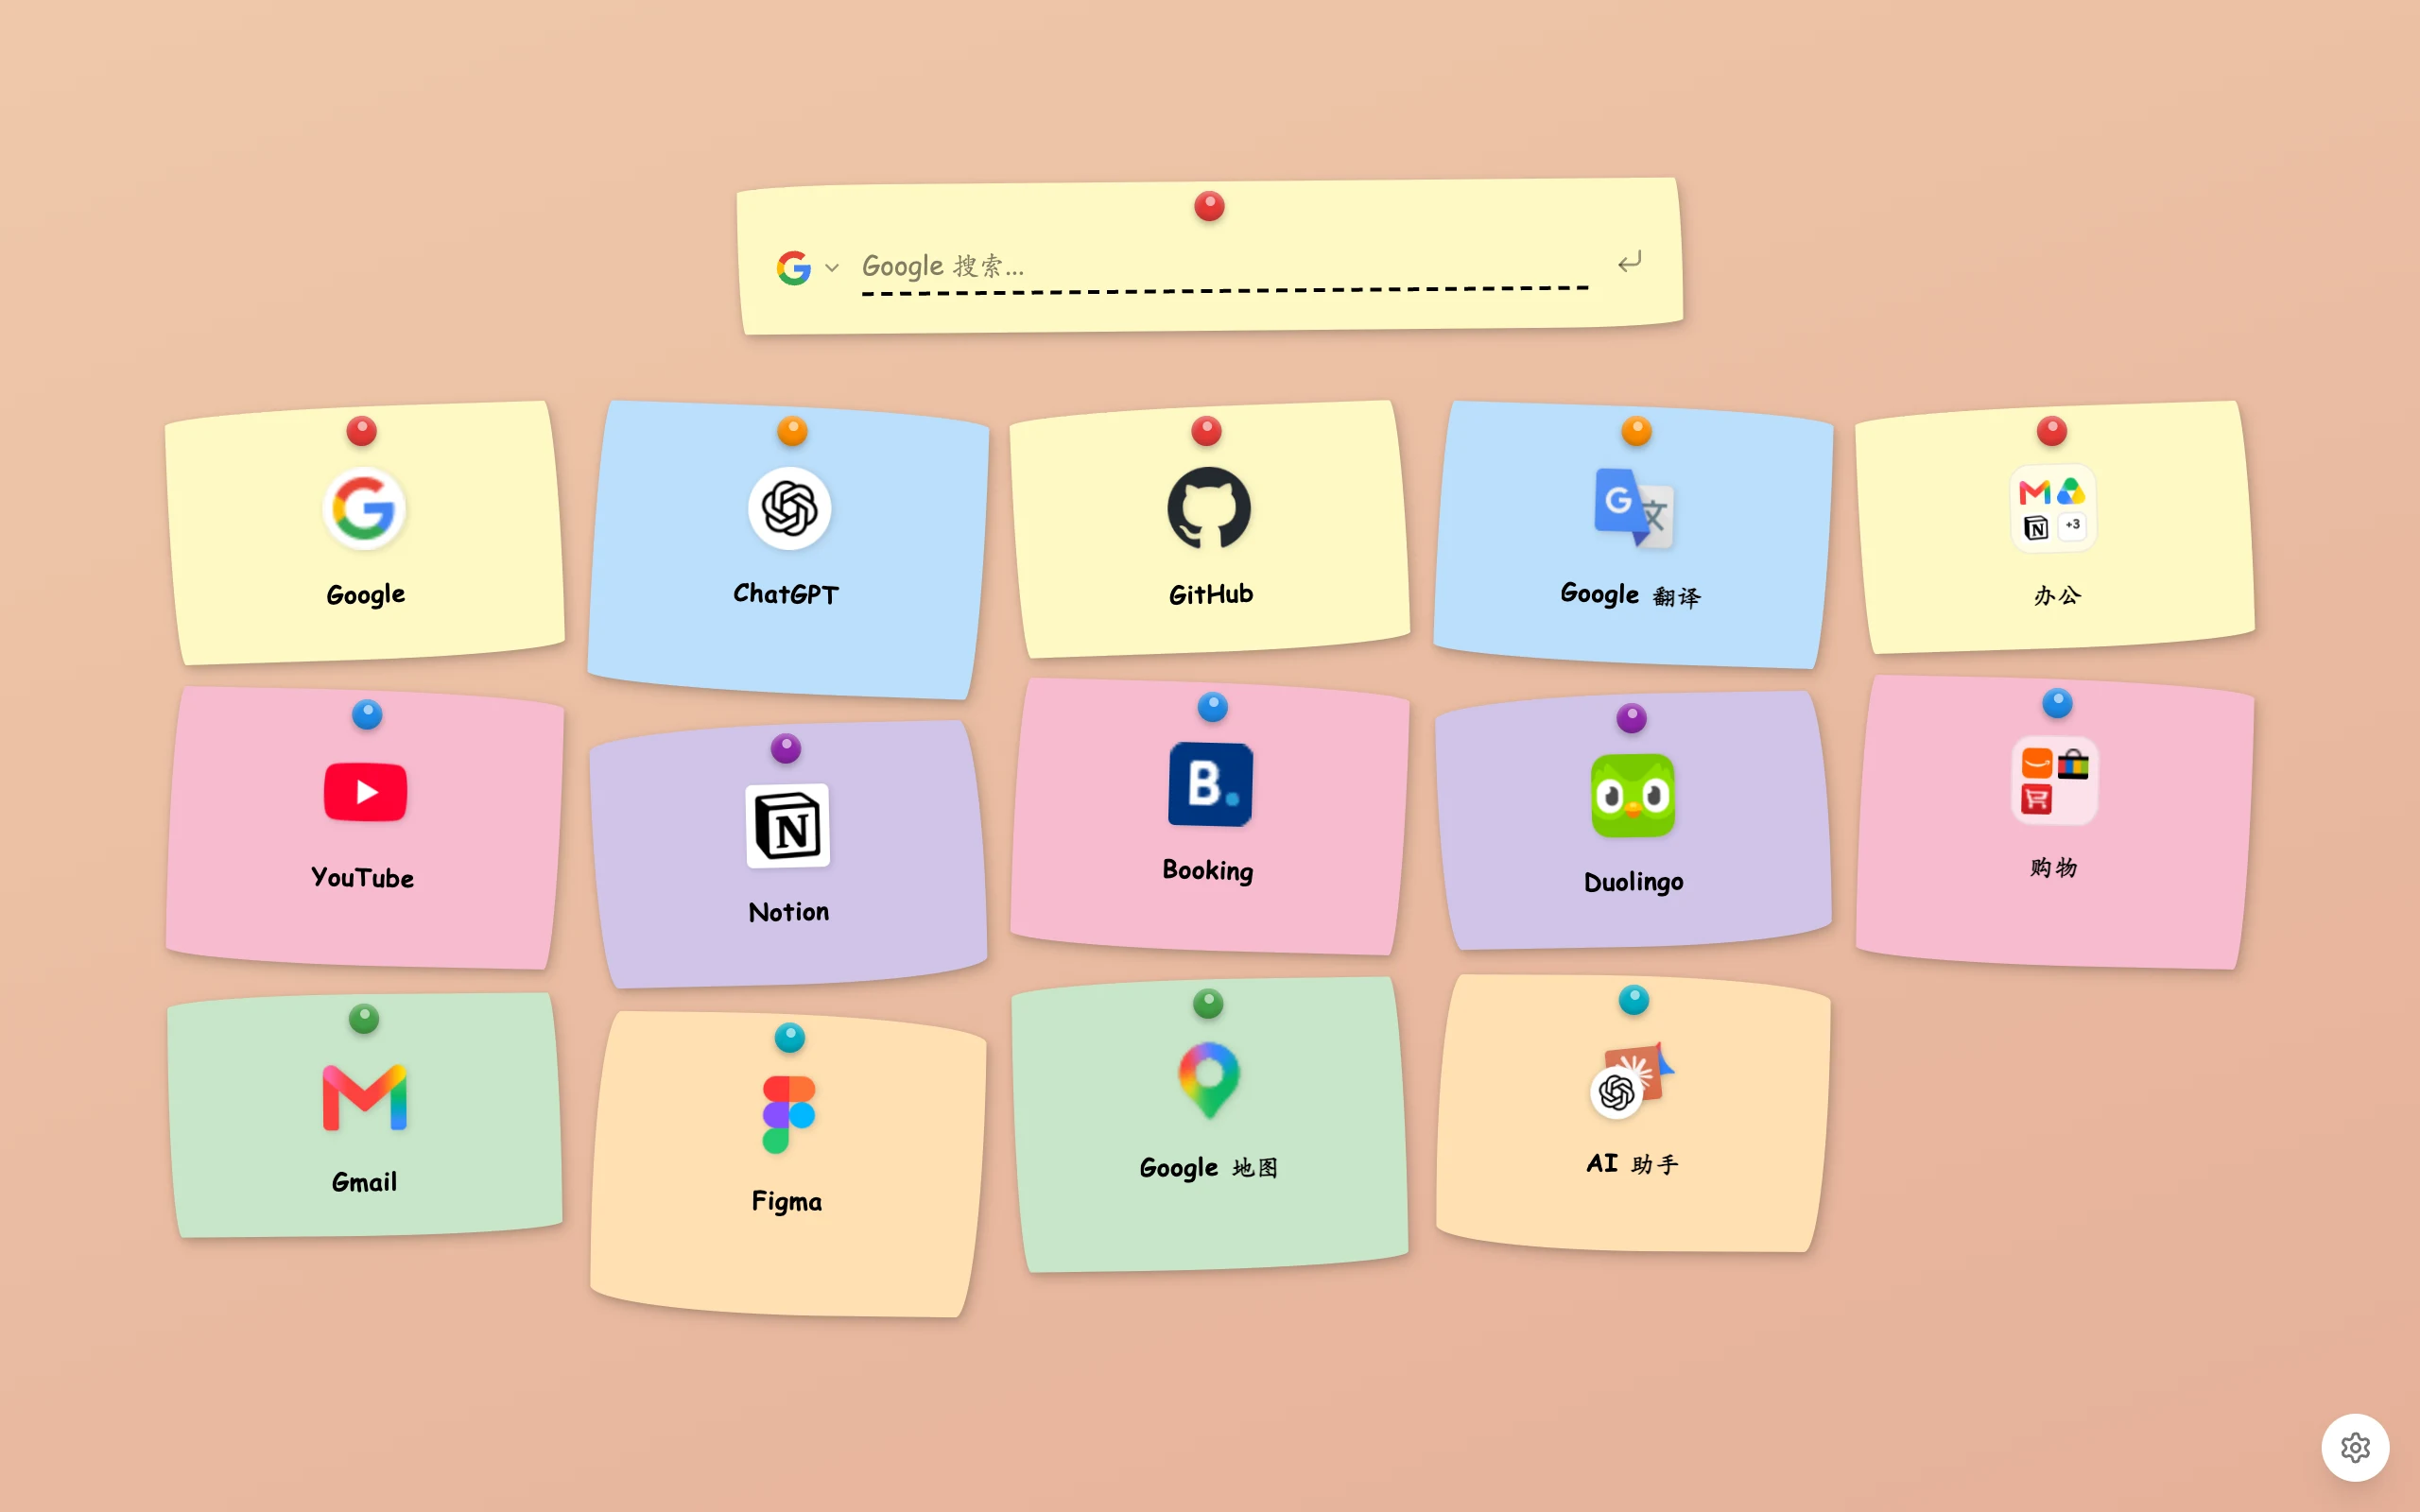 Google 搜索...
Google
ChatGPT
GitHub
Google 翻译
+3
办公
YouTube
Notion
B.
Booking
Duolingo
购物
Gmail
Figma
Google 地图
AI 助手